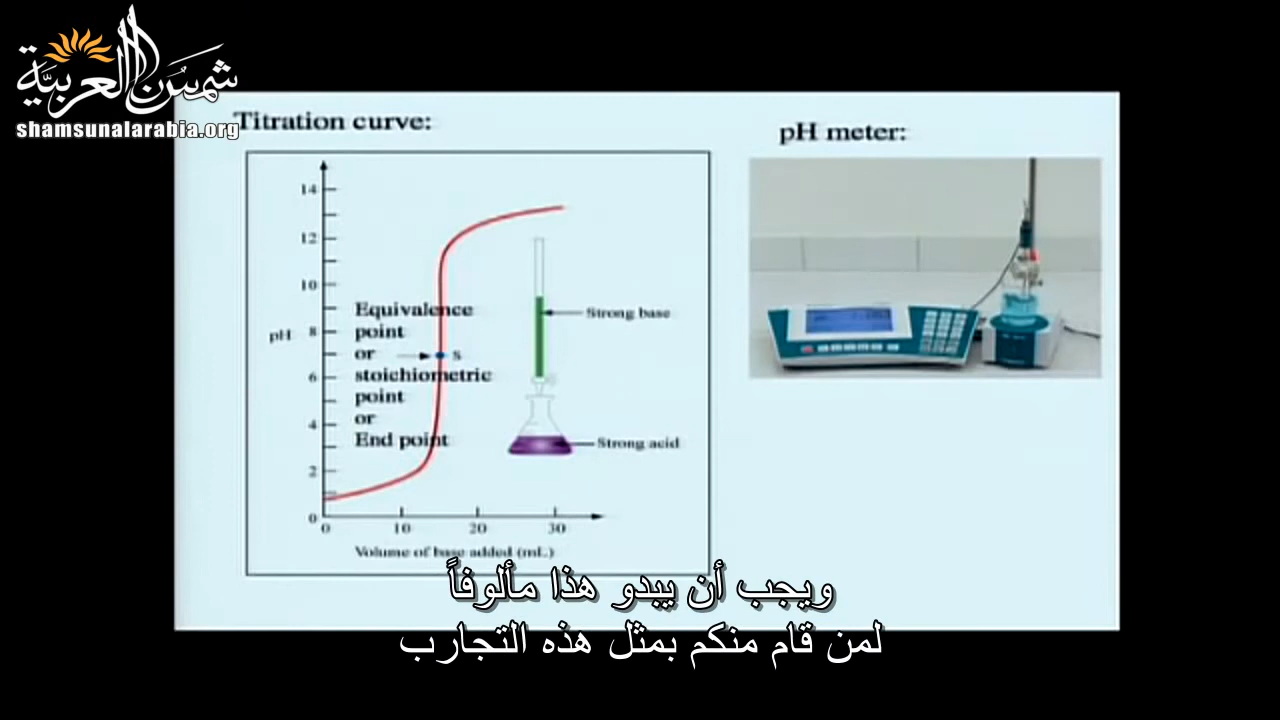 شمس العربية
shamsunalarabia.org
Titration curve:
pH meter:
14
12
10
8
6
4
2
0
pH
Equivalence
point
or
stoichiometric
point
or
End point
S
Strong base
Strong acid
0 10 20 30
Volume of base added (mL)
ويجب أن يبدو هذا مألوفاً
لمن قام منكم بمثل هذه التجارب